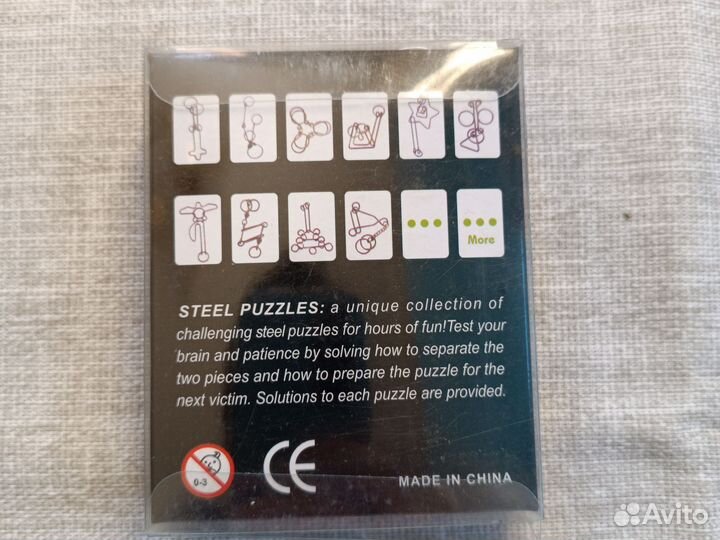 More
STEEL PUZZLES: a unique collection of
challenging steel puzzles for hours of fun!Test your
brain and patience by solving how to separate the
two pieces and how to prepare the puzzle for the
next victim. Solutions to each puzzle are provided.
0-3
CE
MADE IN CHINA
Avito